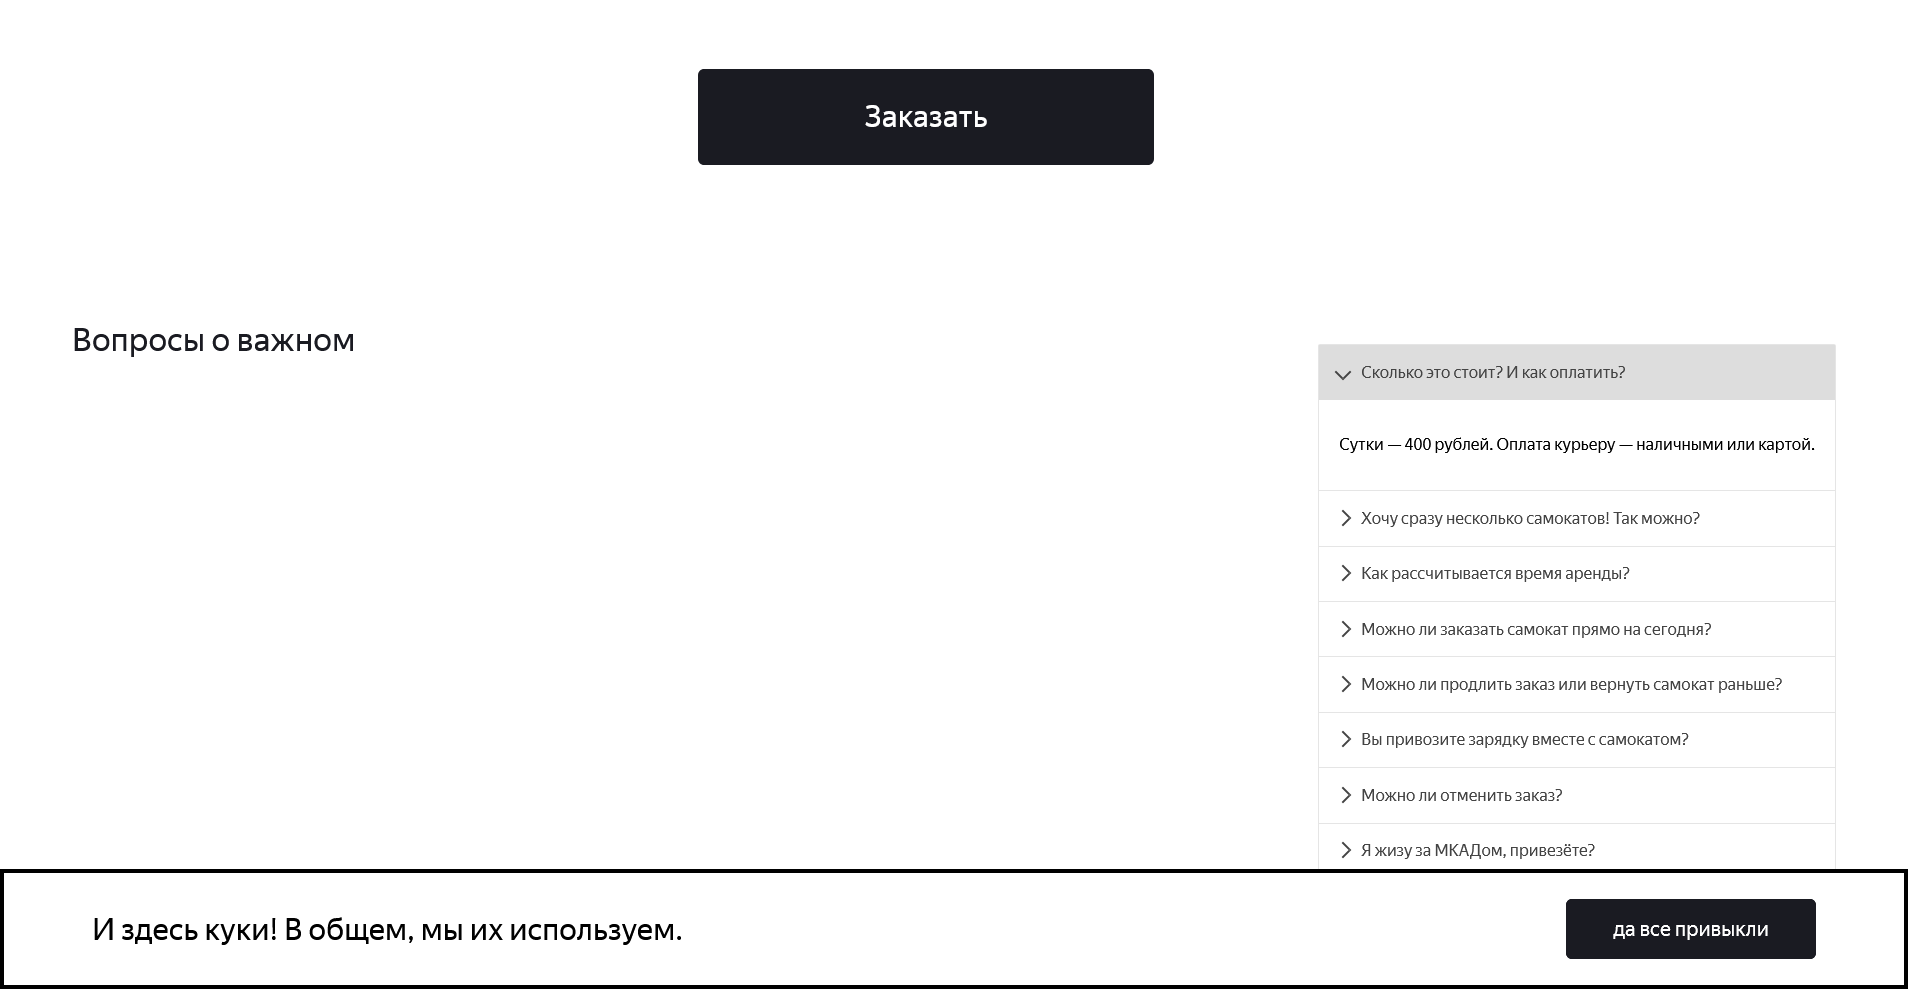 Заказать
Вопросы о важном
Сколько это стоит? И как оплатить?
Сутки — 400 рублей. Оплата курьеру — наличными или картой.
Хочу сразу несколько самокатов! Так можно?
Как рассчитывается время аренды?
Можно ли заказать самокат прямо на сегодня?
Можно ли продлить заказ или вернуть самокат раньше?
Вы привозите зарядку вместе с самокатом?
Можно ли отменить заказ?
Я жизу за МКАДом, привезёте?
И здесь куки! В общем, мы их используем.
да все привыкли